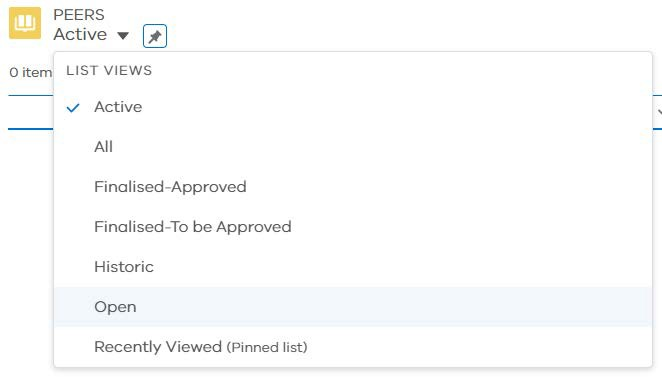 PEERS
Active
0 item
LIST VIEWS
Active
All
Finalised-Approved
Finalised-To be Approved
Historic
Open
Recently Viewed (Pinned list)